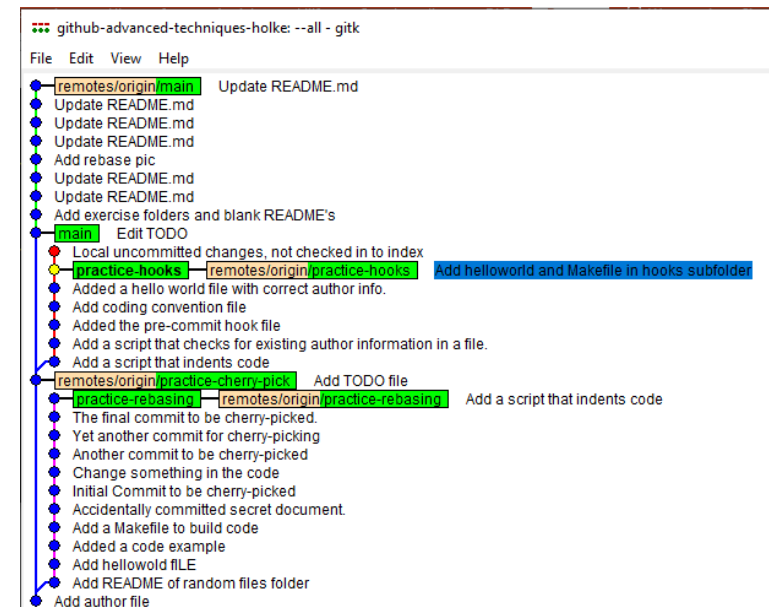 github-advanced-techniques-holke: --all - gitk
File Edit View Help
remotes/origin/main Update README.md
Update README.md
Update README.md
Update README.md
Add rebase pic
Update README.md
Update README.md
Add exercise folders and blank README's
main Edit TODO
Local uncommitted changes, not checked in to index
practice-hooks remotes/origin/practice-hooks Add helloworld and Makefile in hooks subfolder
Added a hello world file with correct author info.
Add coding convention file
Added the pre-commit hook file
Add a script that checks for existing author information in a file.
Add a script that indents code
remotes/origin/practice-cherry-pick Add TODO file
practice-rebasing remotes/origin/practice-rebasing Add a script that indents code
The final commit to be cherry-picked.
Yet another commit for cherry-picking
Another commit to be cherry-picked
Change something in the code
Initial Commit to be cherry-picked
Accidentally committed secret document.
Add a Makefile to build code
Added a code example
Add hellowold fILE
Add README of random files folder
Add author file